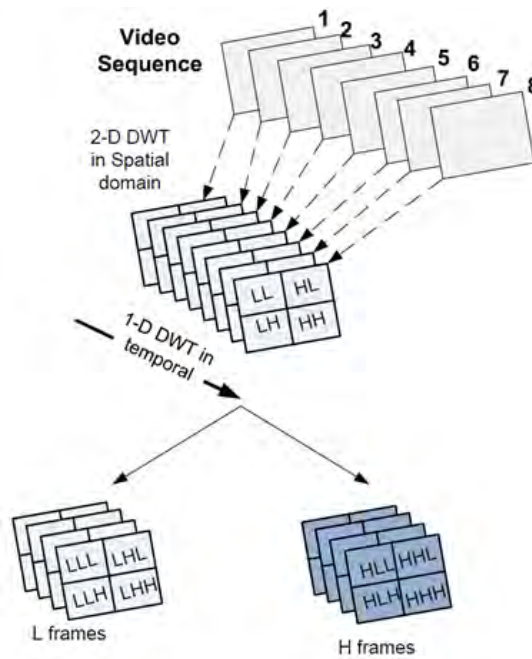 Video
Sequence
1
2
3
4
5
6
7
8
2-D DWT
in Spatial
domain
LL HL
LH HH
1-D DWT in
temporal
LLL LHL
LLH LHH
L frames
HLL HHL
HLH HHH
H frames